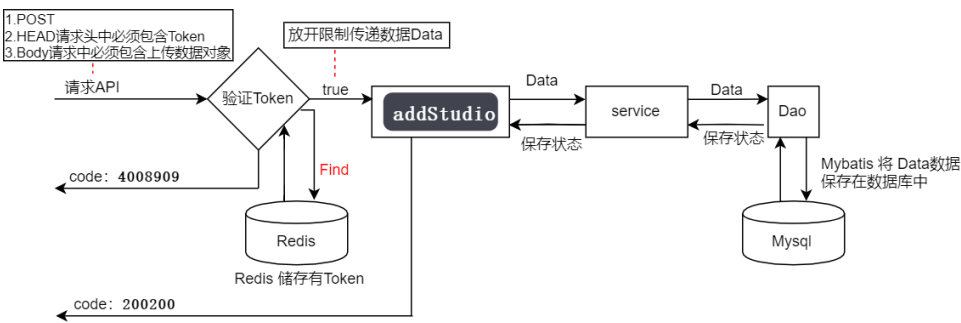 1.POST
2.HEAD请求头中必须包含Token
3.Body请求中必须包含上传数据对象
放开限制传递数据Data
请求API
验证Token
true
addStudio
Data
service
Data
Dao
保存状态
保存状态
Find
Mybatis 将 Data数据
保存在数据库中
code: 4008909
Redis
Mysql
Redis 储存有Token
code: 200200